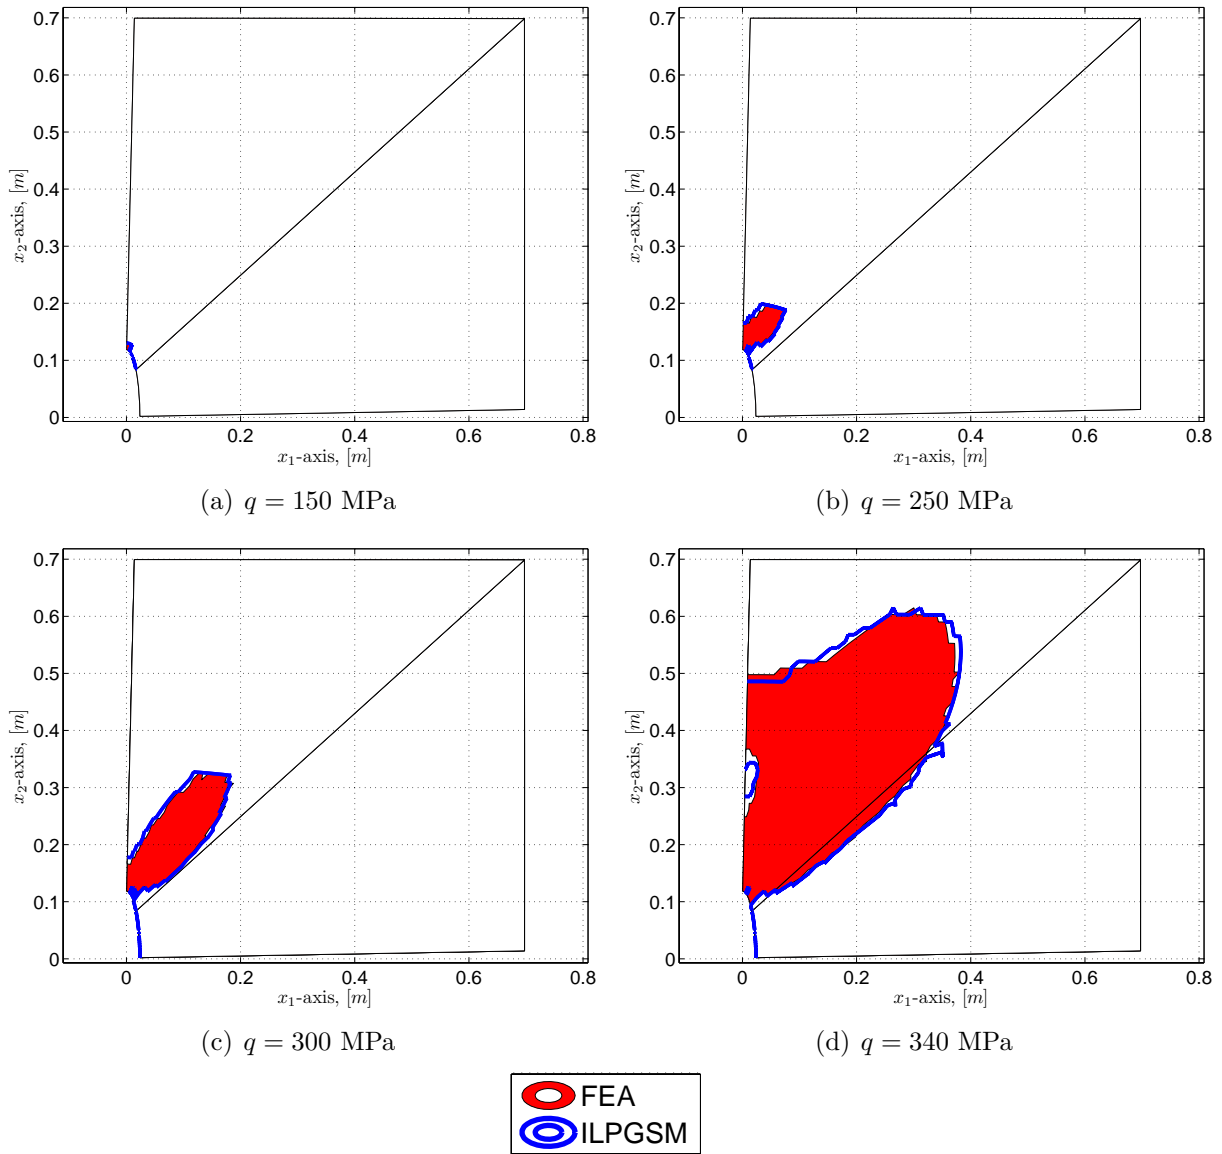 0.7
0.6
0.5
0.4
0.3
0.2
0.1
0
x₂-axis, [m]
0 0.2 0.4 0.6 0.8
x₁-axis, [m]
(a) q = 150 MPa
0.7
0.6
0.5
0.4
0.3
0.2
0.1
0
x₂-axis, [m]
0 0.2 0.4 0.6 0.8
x₁-axis, [m]
(b) q = 250 MPa
0.7
0.6
0.5
0.4
0.3
0.2
0.1
0
x₂-axis, [m]
0 0.2 0.4 0.6 0.8
x₁-axis, [m]
(c) q = 300 MPa
0.7
0.6
0.5
0.4
0.3
0.2
0.1
0
x₂-axis, [m]
0 0.2 0.4 0.6 0.8
x₁-axis, [m]
(d) q = 340 MPa
FEA
ILPGSM